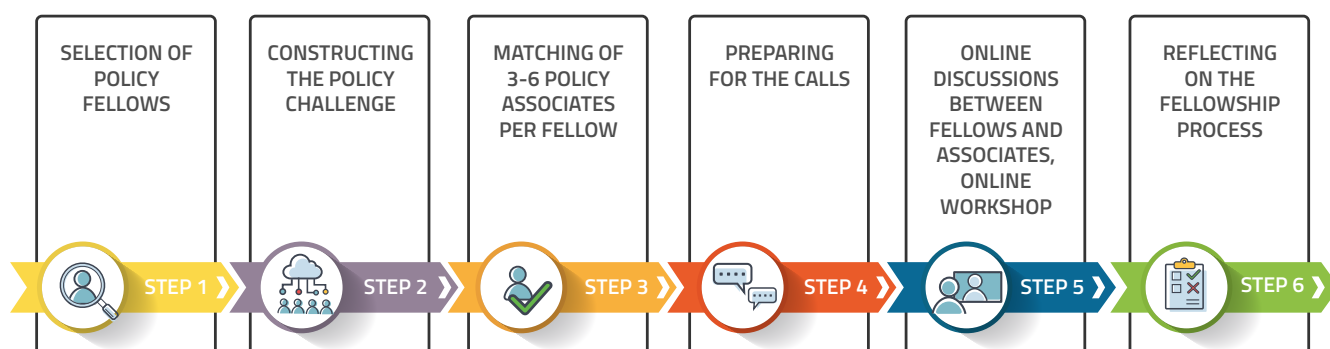 SELECTION OF
POLICY
FELLOWS
STEP 1
CONSTRUCTING
THE POLICY
CHALLENGE
STEP 2
MATCHING OF
3-6 POLICY
ASSOCIATES
PER FELLOW
STEP 3
PREPARING
FOR THE CALLS
STEP 4
ONLINE
DISCUSSIONS
BETWEEN
FELLOWS AND
ASSOCIATES,
ONLINE
WORKSHOP
STEP 5
REFLECTING
ON THE
FELLOWSHIP
PROCESS
STEP 6